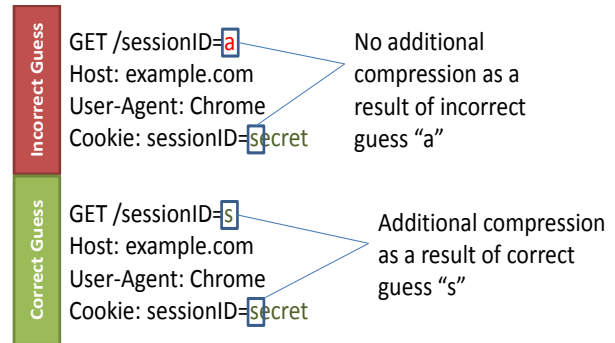 Incorrect Guess
GET /sessionID=a
Host: example.com
User-Agent: Chrome
Cookie: sessionID=secret
No additional
compression as a
result of incorrect
guess “a”
Correct Guess
GET /sessionID=s
Host: example.com
User-Agent: Chrome
Cookie: sessionID=secret
Additional compression
as a result of correct
guess “s”